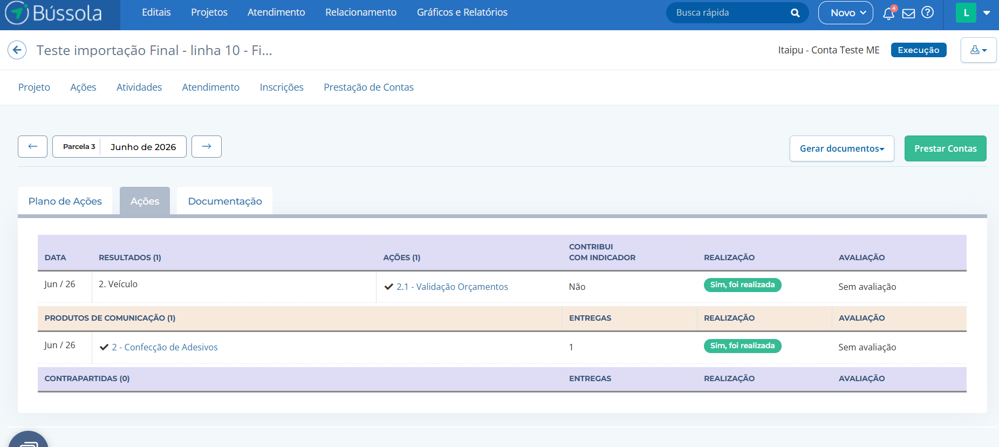 Bússola
Editais Projetos Atendimento Relacionamento Gráficos e Relatórios Busca rápida Novo 4 L
Teste importação Final - linha 10 - Fi... Itaipu - Conta Teste ME Execução
Projeto Ações Atividades Atendimento Inscrições Prestação de Contas
Parcela 3 Junho de 2026 Gerar documentos Prestar Contas
Plano de Ações Ações Documentação
DATA RESULTADOS (1) AÇÕES (1) CONTRIBUI COM INDICADOR REALIZAÇÃO AVALIAÇÃO
Jun / 26 2. Veículo 2.1 - Validação Orçamentos Não Sim, foi realizada Sem avaliação
PRODUTOS DE COMUNICAÇÃO (1) ENTREGAS REALIZAÇÃO AVALIAÇÃO
Jun / 26 2 - Confecção de Adesivos 1 Sim, foi realizada Sem avaliação
CONTRAPARTIDAS (0) ENTREGAS REALIZAÇÃO AVALIAÇÃO